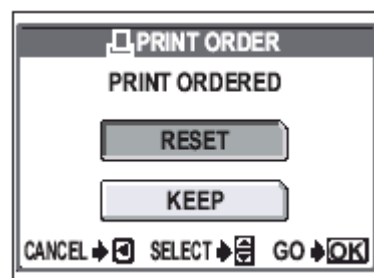 PRINT ORDER
PRINT ORDERED
RESET
KEEP
CANCEL SELECT GO OK